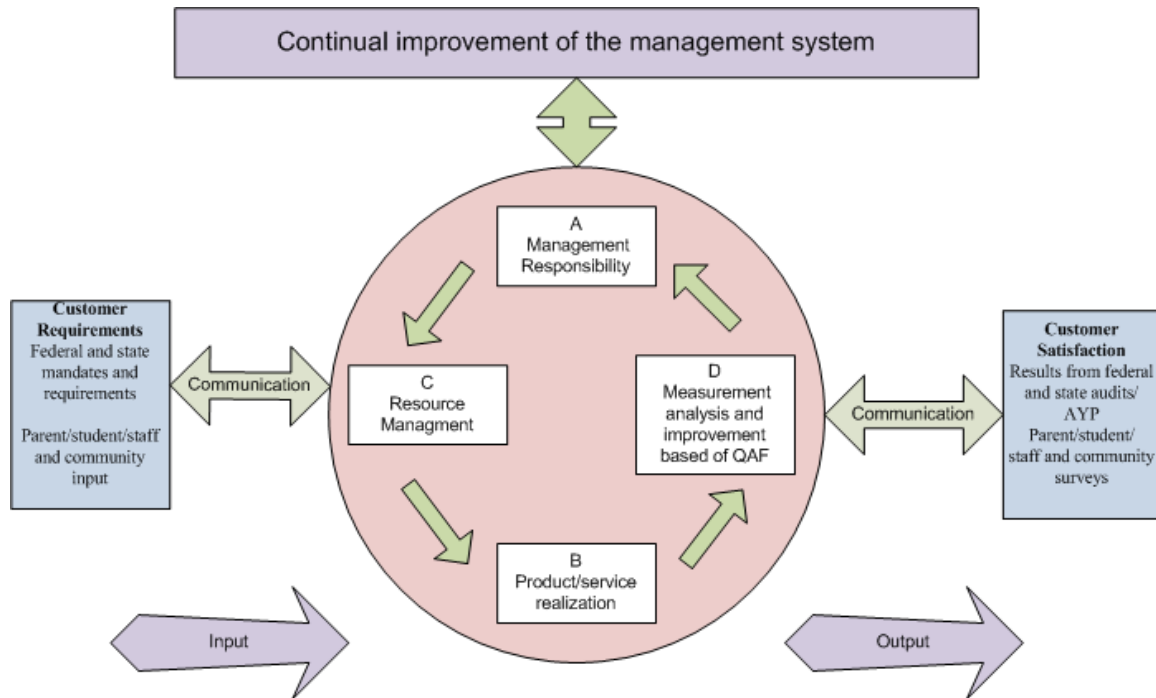 Continual improvement of the management system
A
Management
Responsibility
Customer
Requirements
Federal and state
mandates and
requirements
Parent/student/staff
and community
input
Communication
C
Resource
Managment
D
Measurement
analysis and
improvement
based of QAF
Communication
Customer
Satisfaction
Results from federal
and state audits/
AYP
Parent/student/
staff and community
surveys
B
Product/service
realization
Input
Output